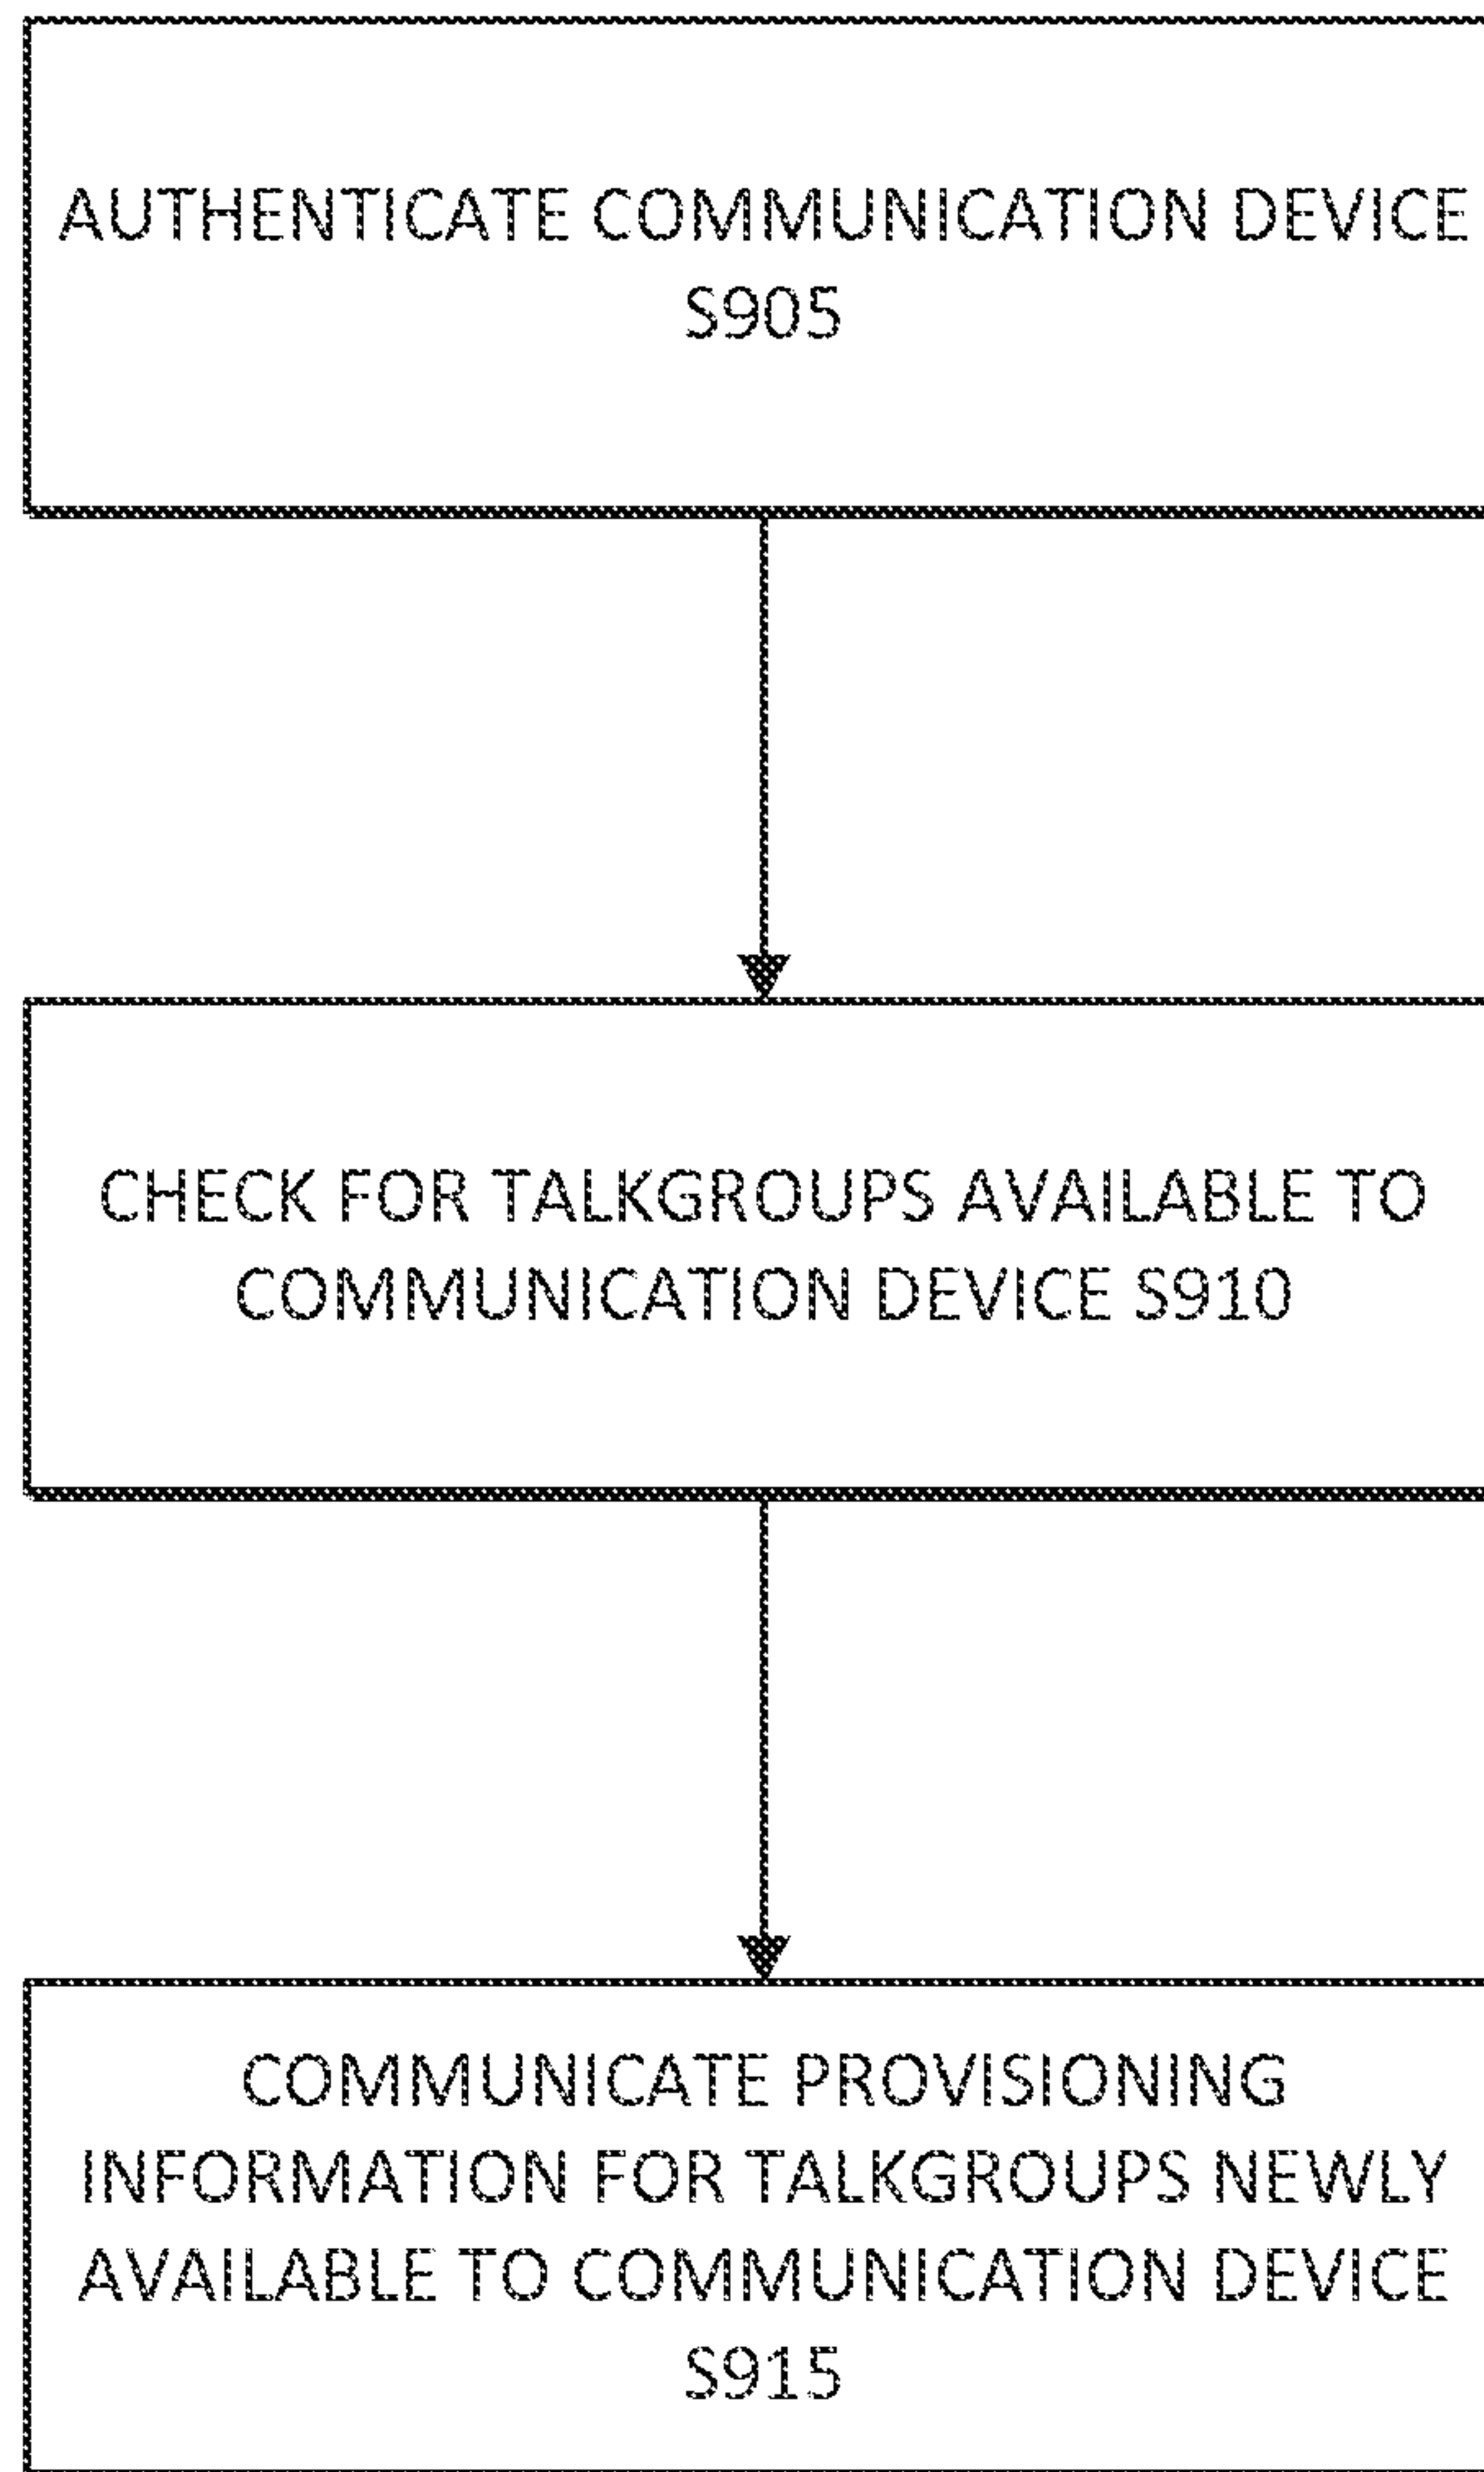 AUTHENTICATE COMMUNICATION DEVICE
S905
CHECK FOR TALKGROUPS AVAILABLE TO
COMMUNICATION DEVICE S910
COMMUNICATE PROVISIONING
INFORMATION FOR TALKGROUPS NEWLY
AVAILABLE TO COMMUNICATION DEVICE
S915